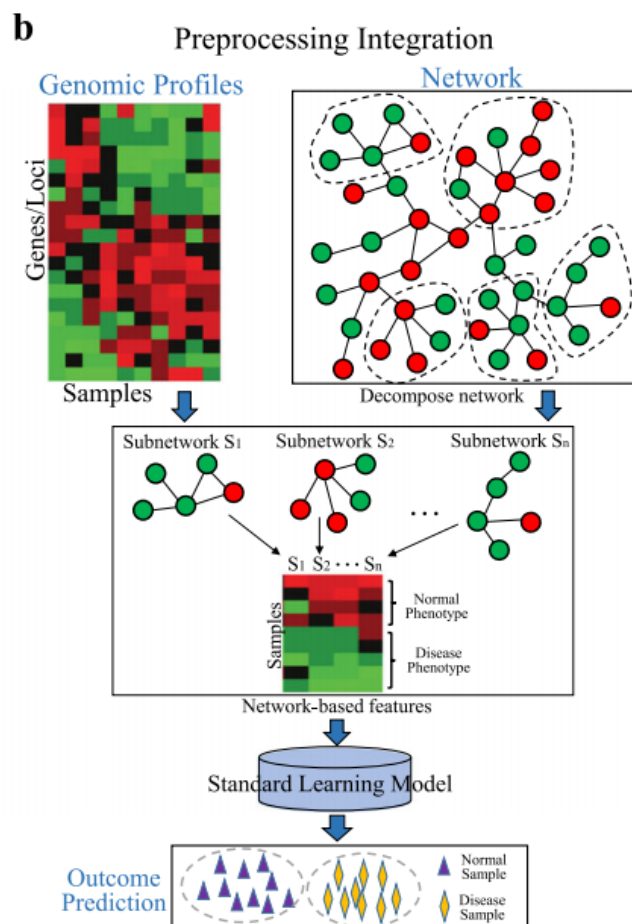 b
Preprocessing Integration
Genomic Profiles
Network
Genes/Loci
Samples
Decompose network
Subnetwork S1
Subnetwork S2
Subnetwork Sn
...
S1 S2 ··· Sn
Samples
Normal
Phenotype
Disease
Phenotype
Network-based features
Standard Learning Model
Outcome
Prediction
Normal
Sample
Disease
Sample